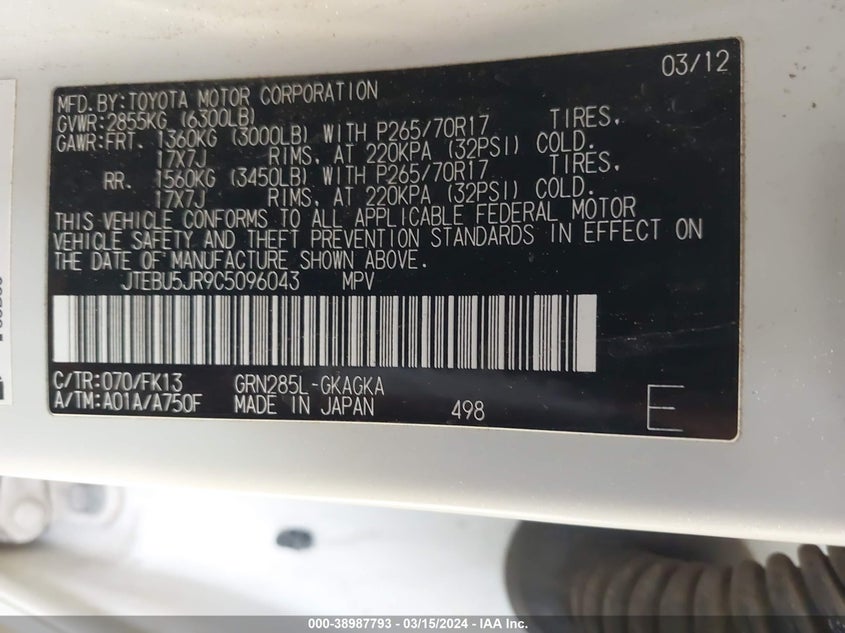 03/12
MFD.BY:TOYOTA MOTOR CORPORATION
GVWR:2855KG (6300LB)
GAWR:FRT. 1360KG (3000LB) WITH P265/70R17 TIRES,
17X7J RIMS, AT 220KPA (32PSI) COLD.
RR. 1560KG (3450LB) WITH P265/70R17 TIRES,
17X7J RIMS, AT 220KPA (32PSI) COLD.
THIS VEHICLE CONFORMS TO ALL APPLICABLE FEDERAL MOTOR
VEHICLE SAFETY AND THEFT PREVENTION STANDARDS IN EFFECT ON
THE DATE OF MANUFACTURE SHOWN ABOVE.
JTEBU5JR9C5096043 MPV
C/TR:070/FK13 GRN285L-GKAGKA
A/TM:A01A/A750F MADE IN JAPAN 498 E
000-38987793 - 03/15/2024 - IAA Inc.